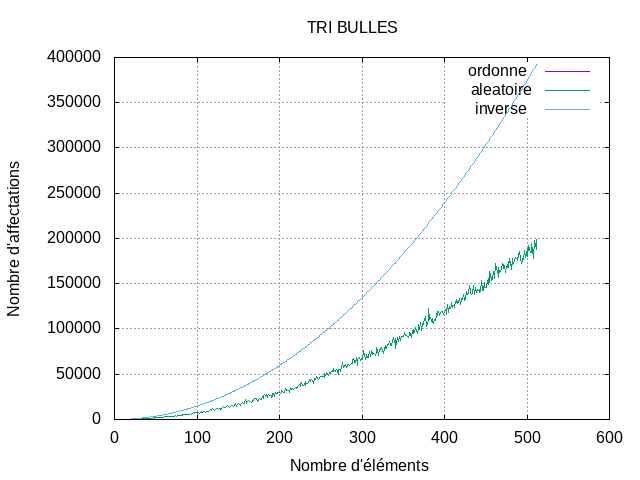 TRI BULLES
400000
350000
300000
250000
200000
150000
100000
50000
0
Nombre d'affectations
ordonne
aleatoire
inverse
0 100 200 300 400 500 600
Nombre d'éléments